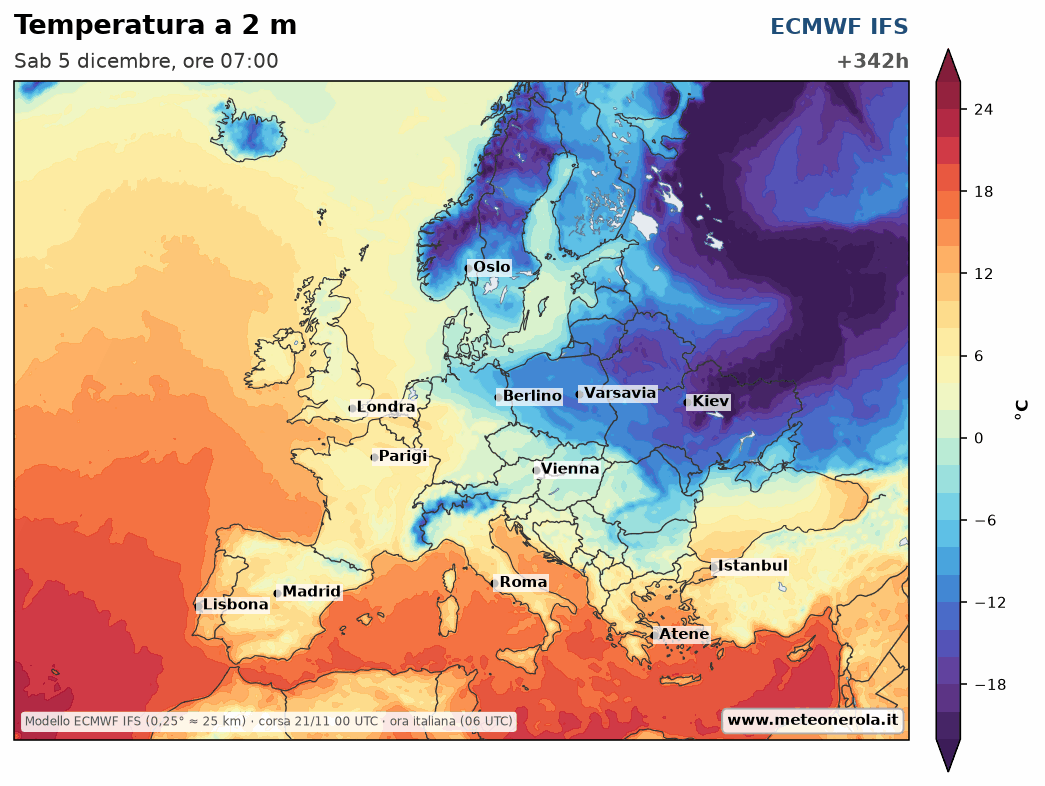 Temperatura a 2 m
ECMWF IFS
Sab 5 dicembre, ore 07:00
+342h
24
18
12
6
0
−6
−12
−18
°C
Oslo
Londra
Berlino
Varsavia
Kiev
Parigi
Vienna
Istanbul
Roma
Madrid
Lisbona
Atene
Modello ECMWF IFS (0,25° ≈ 25 km) · corsa 21/11 00 UTC · ora italiana (06 UTC)
www.meteonerola.it